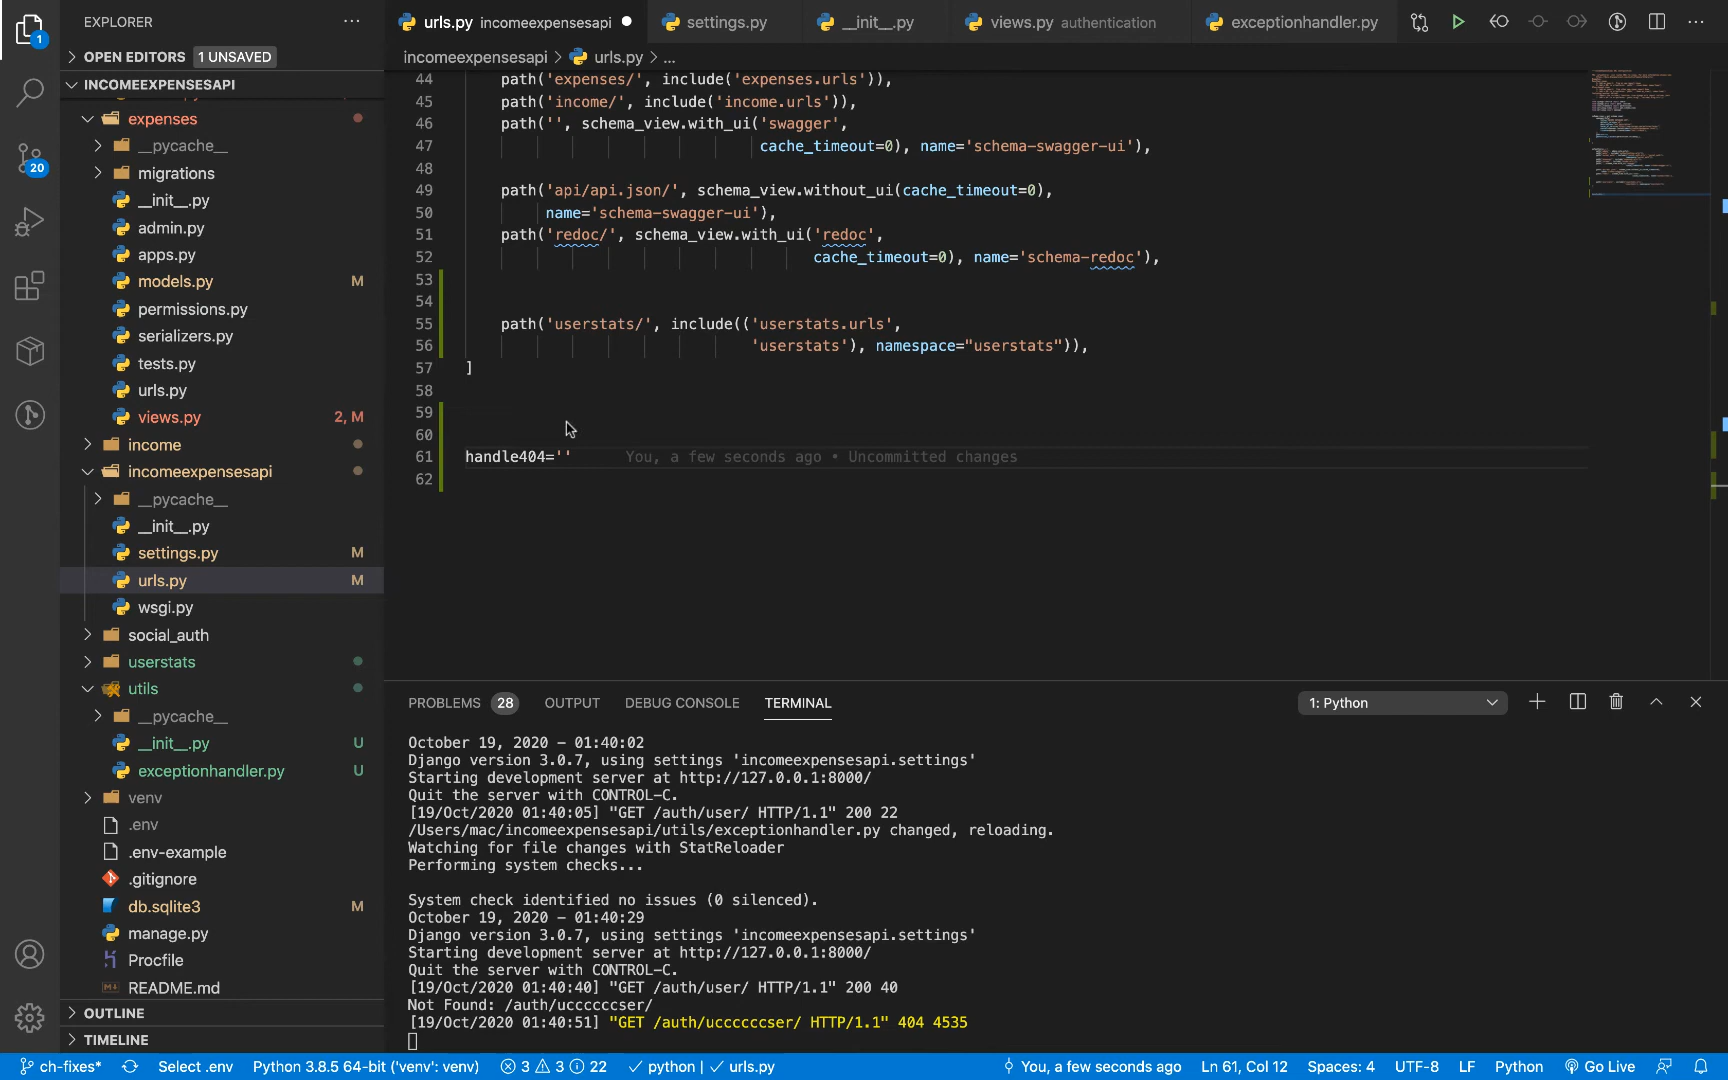 EXPLORER
urls.py incomeexpensesapi
settings.py
__init__.py
views.py authentication
exceptionhandler.py
1
OPEN EDITORS 1 UNSAVED
incomeexpensesapi > urls.py > ...
INCOMEEXPENSESAPI
expenses
__pycache__
migrations
__init__.py
admin.py
apps.py
models.py M
permissions.py
serializers.py
tests.py
urls.py
views.py 2, M
income
incomeexpensesapi
__pycache__
__init__.py
settings.py M
urls.py M
wsgi.py
social_auth
userstats
utils
__pycache__
__init__.py U
exceptionhandler.py U
venv
.env
.env-example
.gitignore
db.sqlite3 M
manage.py
Procfile
README.md
OUTLINE
TIMELINE
20
44 path('expenses/', include('expenses.urls')),
45 path('income/', include('income.urls')),
46 path('', schema_view.with_ui('swagger',
47 cache_timeout=0), name='schema-swagger-ui'),
48
49 path('api/api.json/', schema_view.without_ui(cache_timeout=0),
50 name='schema-swagger-ui'),
51 path('redoc/', schema_view.with_ui('redoc',
52 cache_timeout=0), name='schema-redoc'),
53
54
55 path('userstats/', include(('userstats.urls',
56 'userstats'), namespace="userstats")),
57 ]
58
59
60
61 handle404='' You, a few seconds ago • Uncommitted changes
62
PROBLEMS 28 OUTPUT DEBUG CONSOLE TERMINAL 1: Python
October 19, 2020 - 01:40:02
Django version 3.0.7, using settings 'incomeexpensesapi.settings'
Starting development server at http://127.0.0.1:8000/
Quit the server with CONTROL-C.
[19/Oct/2020 01:40:05] "GET /auth/user/ HTTP/1.1" 200 22
/Users/mac/incomeexpensesapi/utils/exceptionhandler.py changed, reloading.
Watching for file changes with StatReloader
Performing system checks...
System check identified no issues (0 silenced).
October 19, 2020 - 01:40:29
Django version 3.0.7, using settings 'incomeexpensesapi.settings'
Starting development server at http://127.0.0.1:8000/
Quit the server with CONTROL-C.
[19/Oct/2020 01:40:40] "GET /auth/user/ HTTP/1.1" 200 40
Not Found: /auth/uccccccser/
[19/Oct/2020 01:40:51] "GET /auth/uccccccser/ HTTP/1.1" 404 4535
ch-fixes* Select .env Python 3.8.5 64-bit ('venv': venv) 3 3 22 python | urls.py You, a few seconds ago Ln 61, Col 12 Spaces: 4 UTF-8 LF Python Go Live